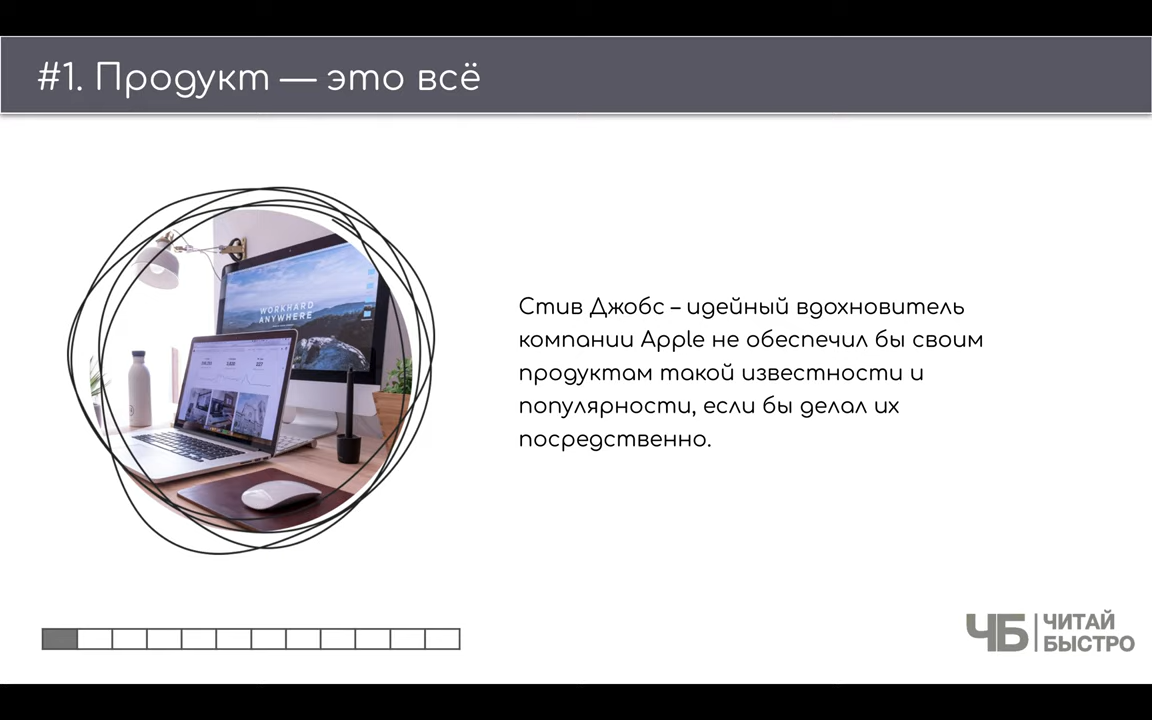 #1. Продукт — это всё
WORKHARD
ANYWHERE
Стив Джобс – идейный вдохновитель
компании Apple не обеспечил бы своим
продуктам такой известности и
популярности, если бы делал их
посредственно.
ЧБ
ЧИТАЙ
БЫСТРО